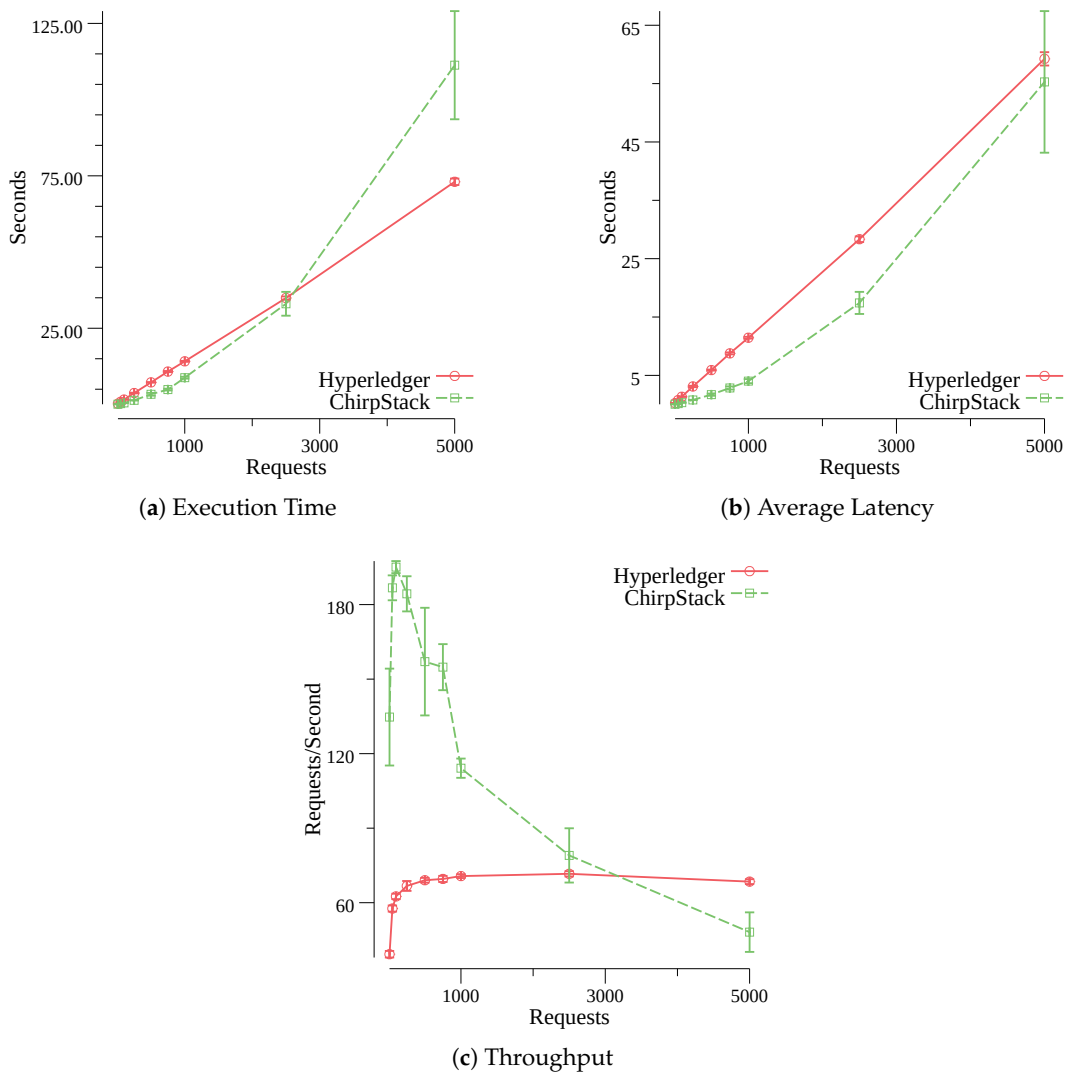 125.00
75.00
25.00
Seconds
Hyperledger
ChirpStack
1000
3000
5000
Requests
(a) Execution Time
65
45
25
5
Seconds
Hyperledger
ChirpStack
1000
3000
5000
Requests
(b) Average Latency
180
120
60
Requests/Second
Hyperledger
ChirpStack
1000
3000
5000
Requests
(c) Throughput